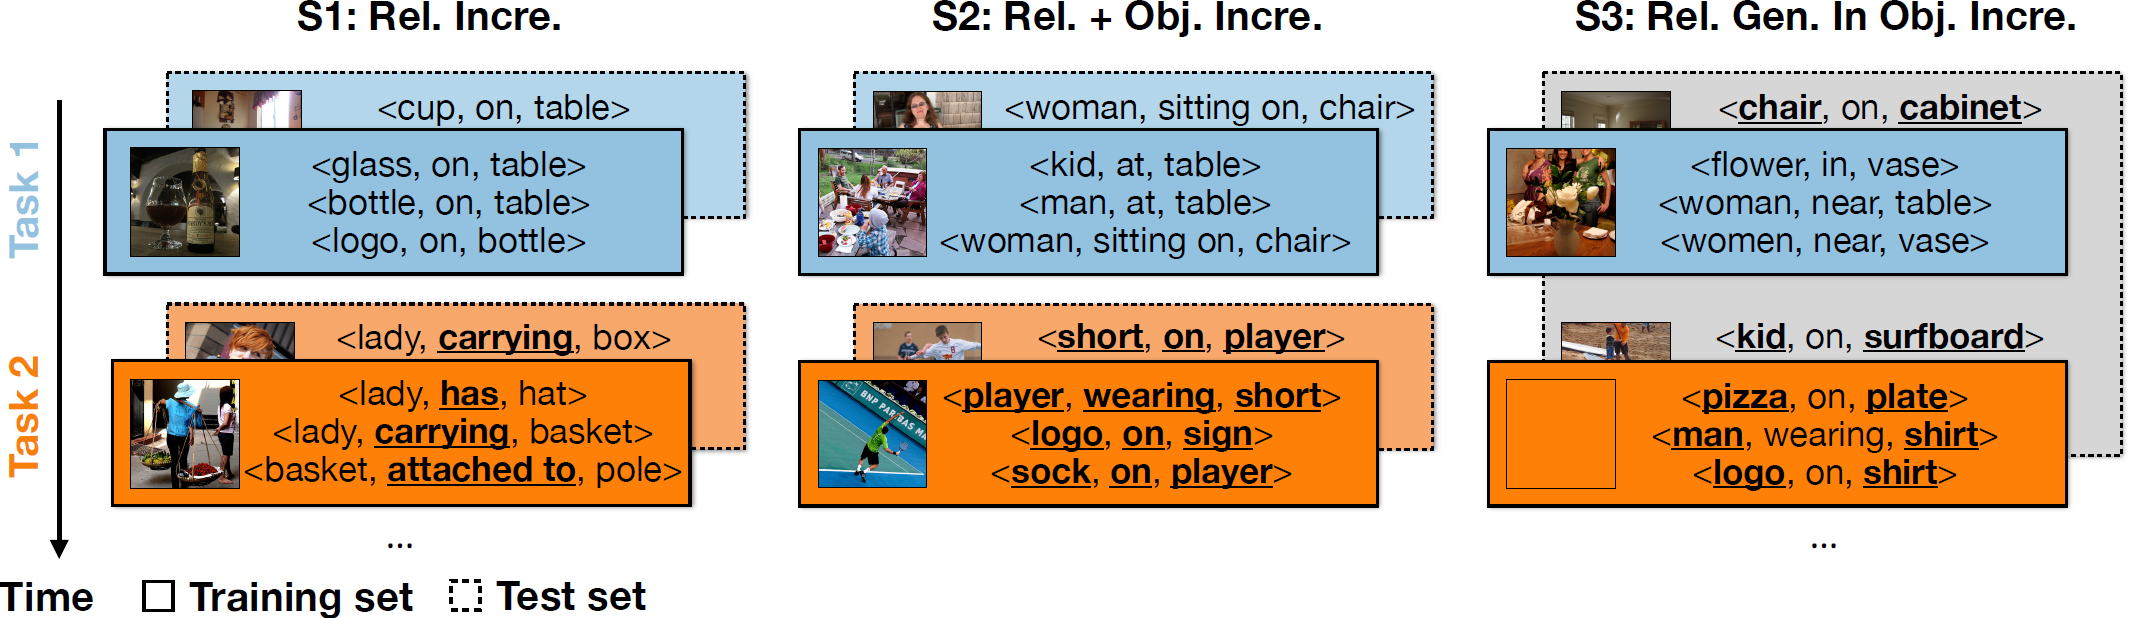 S1: Rel. Incre.
S2: Rel. + Obj. Incre.
S3: Rel. Gen. In Obj. Incre.
Task 1
<cup, on, table>
<glass, on, table>
<bottle, on, table>
<logo, on, bottle>
<woman, sitting on, chair>
<kid, at, table>
<man, at, table>
<woman, sitting on, chair>
<chair, on, cabinet>
<flower, in, vase>
<woman, near, table>
<women, near, vase>
Task 2
<lady, carrying, box>
<lady, has, hat>
<lady, carrying, basket>
<basket, attached to, pole>
<short, on, player>
<player, wearing, short>
<logo, on, sign>
<sock, on, player>
BNP PARIBAS
<kid, on, surfboard>
<pizza, on, plate>
<man, wearing, shirt>
<logo, on, shirt>
...
...
Time
Training set
Test set